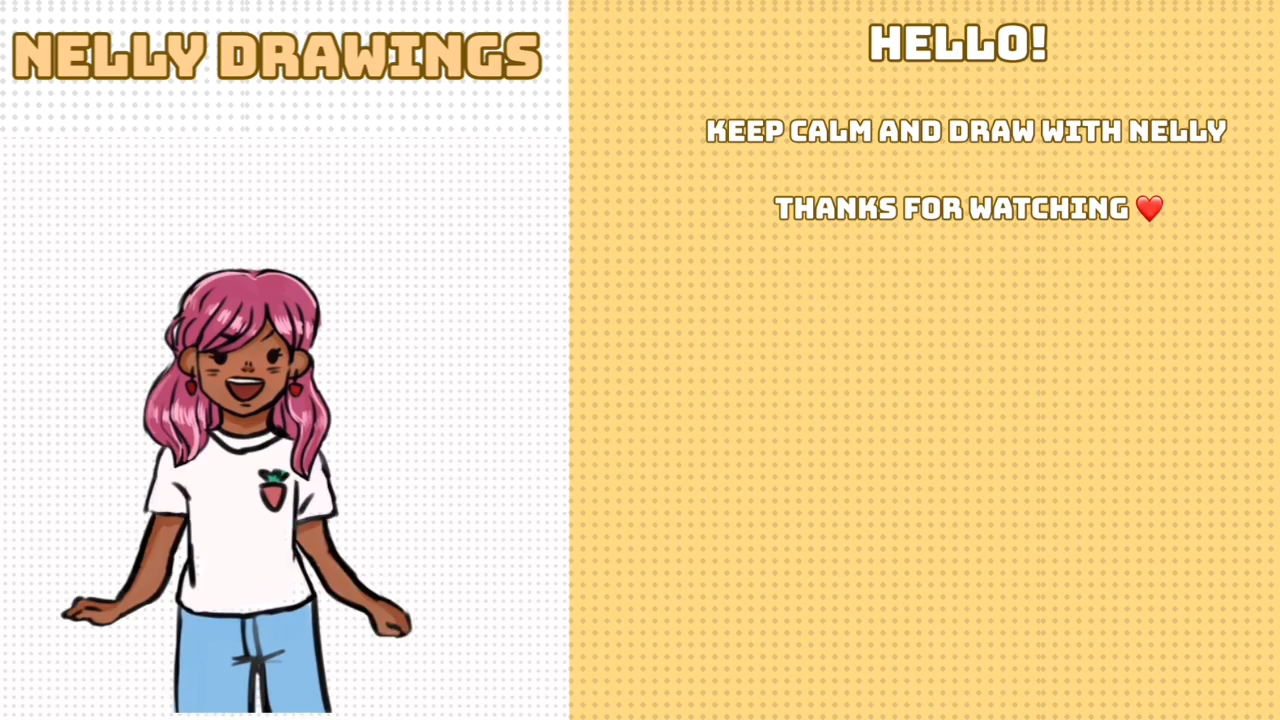 NELLY DRAWINGS
HELLO!
KEEP CALM AND DRAW WITH NELLY
THANKS FOR WATCHING ❤️